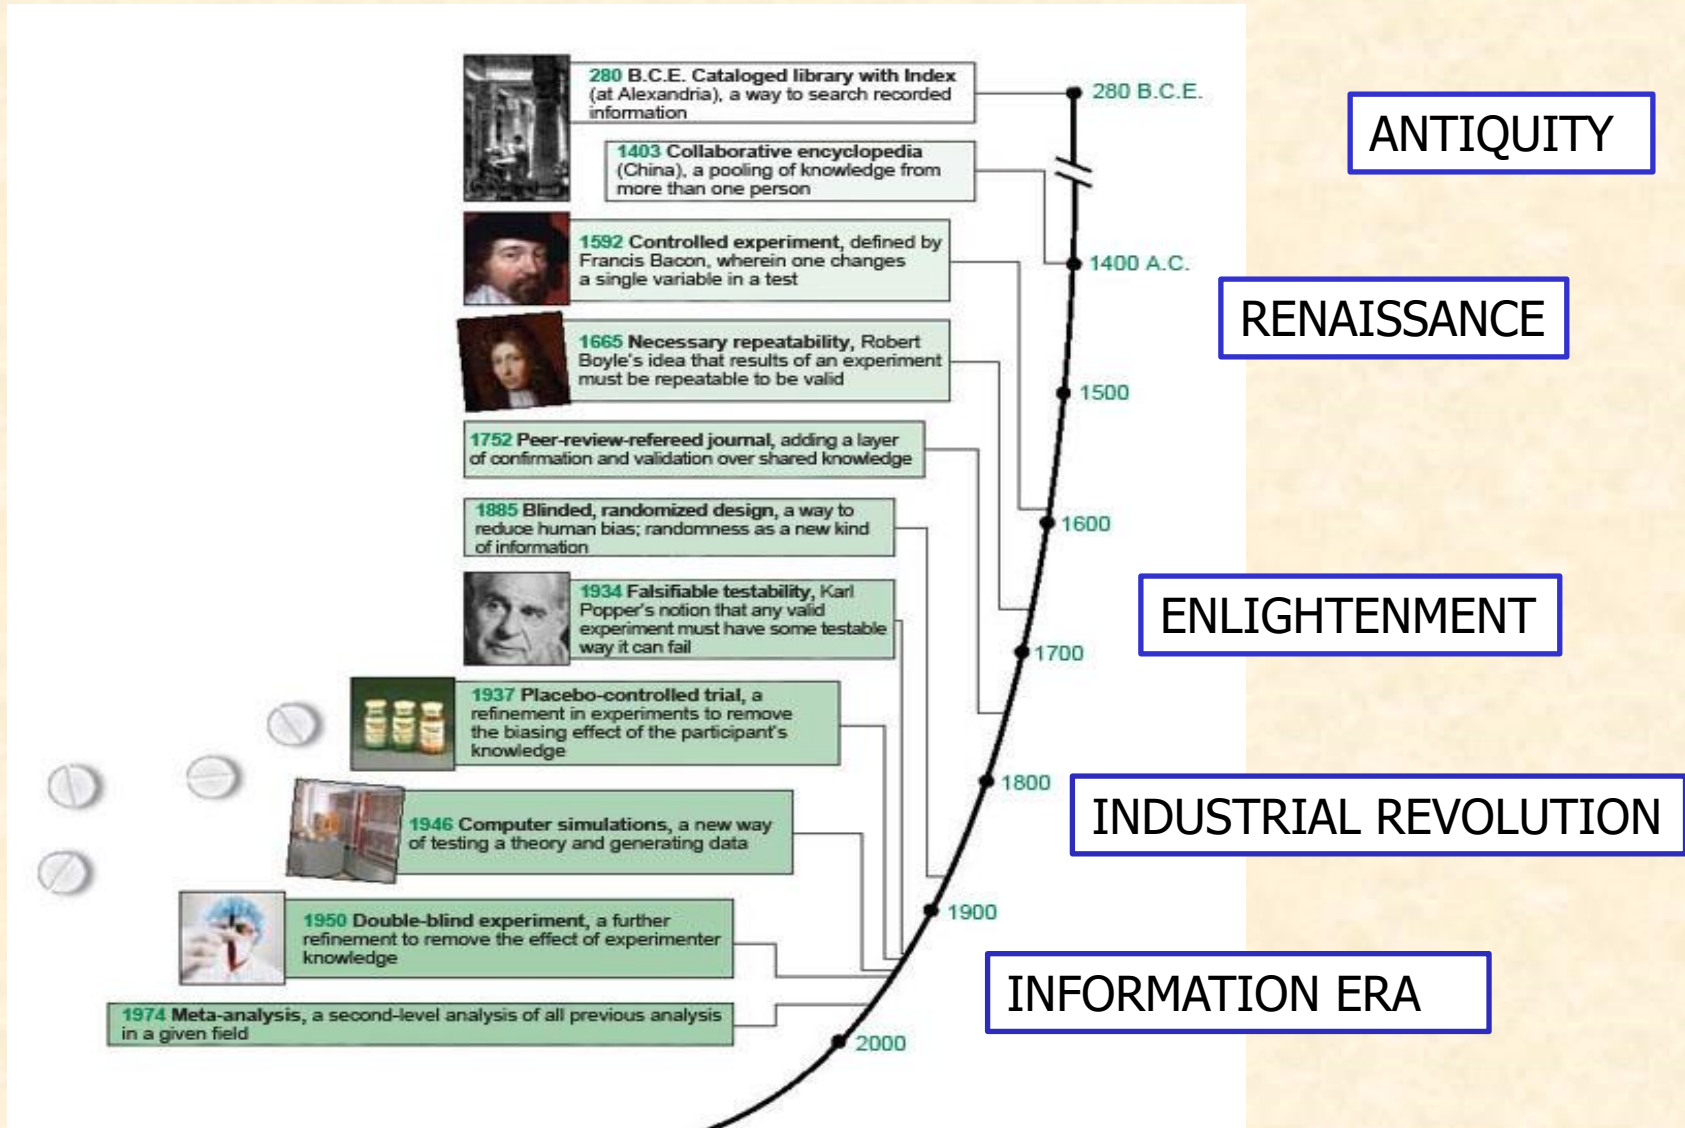 280 B.C.E. Cataloged library with Index
(at Alexandria), a way to search recorded
information
280 B.C.E.
ANTIQUITY
1403 Collaborative encyclopedia
(China), a pooling of knowledge from
more than one person
1592 Controlled experiment, defined by
Francis Bacon, wherein one changes
a single variable in a test
1400 A.C.
RENAISSANCE
1665 Necessary repeatability, Robert
Boyle's idea that results of an experiment
must be repeatable to be valid
1500
1752 Peer-review-refereed journal, adding a layer
of confirmation and validation over shared knowledge
1885 Blinded, randomized design, a way to
reduce human bias; randomness as a new kind
of information
1600
1934 Falsifiable testability, Karl
Popper's notion that any valid
experiment must have some testable
way it can fail
ENLIGHTENMENT
1700
1937 Placebo-controlled trial, a
refinement in experiments to remove
the biasing effect of the participant's
knowledge
1800
INDUSTRIAL REVOLUTION
1946 Computer simulations, a new way
of testing a theory and generating data
1900
1950 Double-blind experiment, a further
refinement to remove the effect of experimenter
knowledge
INFORMATION ERA
1974 Meta-analysis, a second-level analysis of all previous analysis
in a given field
2000